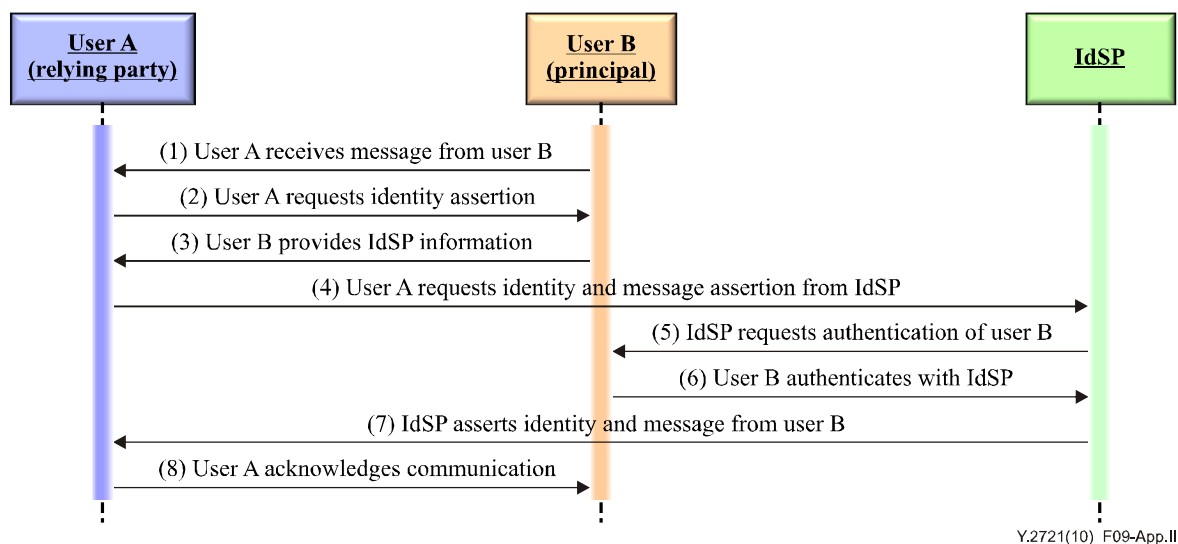 User A
(relying party)
User B
(principal)
IdSP
(1) User A receives message from user B
(2) User A requests identity assertion
(3) User B provides IdSP information
(4) User A requests identity and message assertion from IdSP
(5) IdSP requests authentication of user B
(6) User B authenticates with IdSP
(7) IdSP asserts identity and message from user B
(8) User A acknowledges communication
Y.2721(10)_F09-App.II